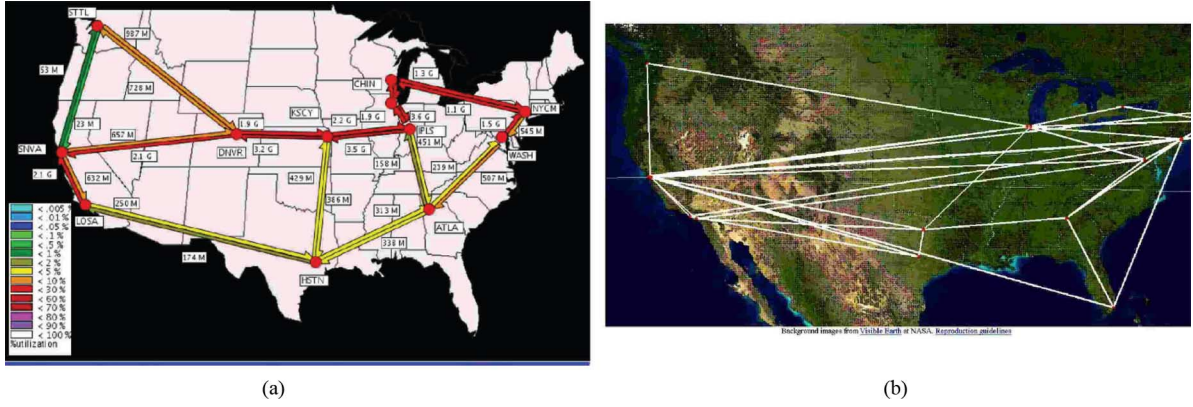 STTL
987 M
53 M
728 M
CHIN
1.3 G
KSCY
1.9 G
2.2 G
1.9 G
3.6 G
1.1 G
NYCM
23 M
657 M
IPLS
451 M
1.5 G
545 M
SNVA
DNVR
3.2 G
3.5 G
158 M
WASH
2.1 G
239 M
2.1 G
632 M
429 M
507 M
250 M
386 M
313 M
LOSA
ATLA
338 M
174 M
HSTN
< .005 %
< .01 %
< .05 %
< .1 %
< .5 %
< 1 %
< 2 %
< 5 %
< 10 %
< 30 %
< 60 %
< 70 %
< 80 %
< 90 %
< 100 %
%utilization
Background images from Visible Earth at NASA. Reproduction guidelines
(a)
(b)